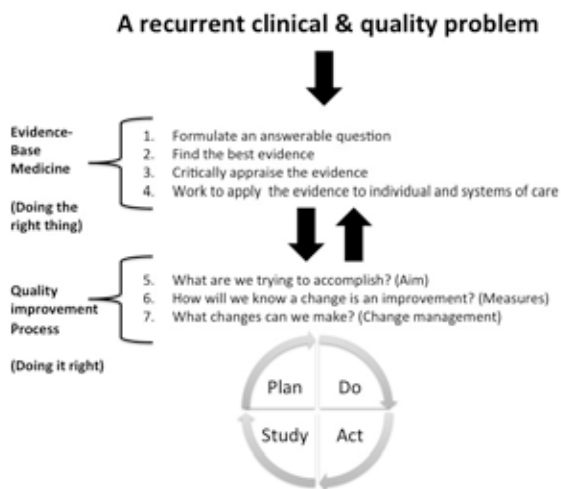 A recurrent clinical & quality problem
Evidence-
Base
Medicine
(Doing the
right thing)
1. Formulate an answerable question
2. Find the best evidence
3. Critically appraise the evidence
4. Work to apply the evidence to individual and systems of care
Quality
improvement
Process
(Doing it right)
5. What are we trying to accomplish? (Aim)
6. How will we know a change is an improvement? (Measures)
7. What changes can we make? (Change management)
Plan
Do
Study
Act